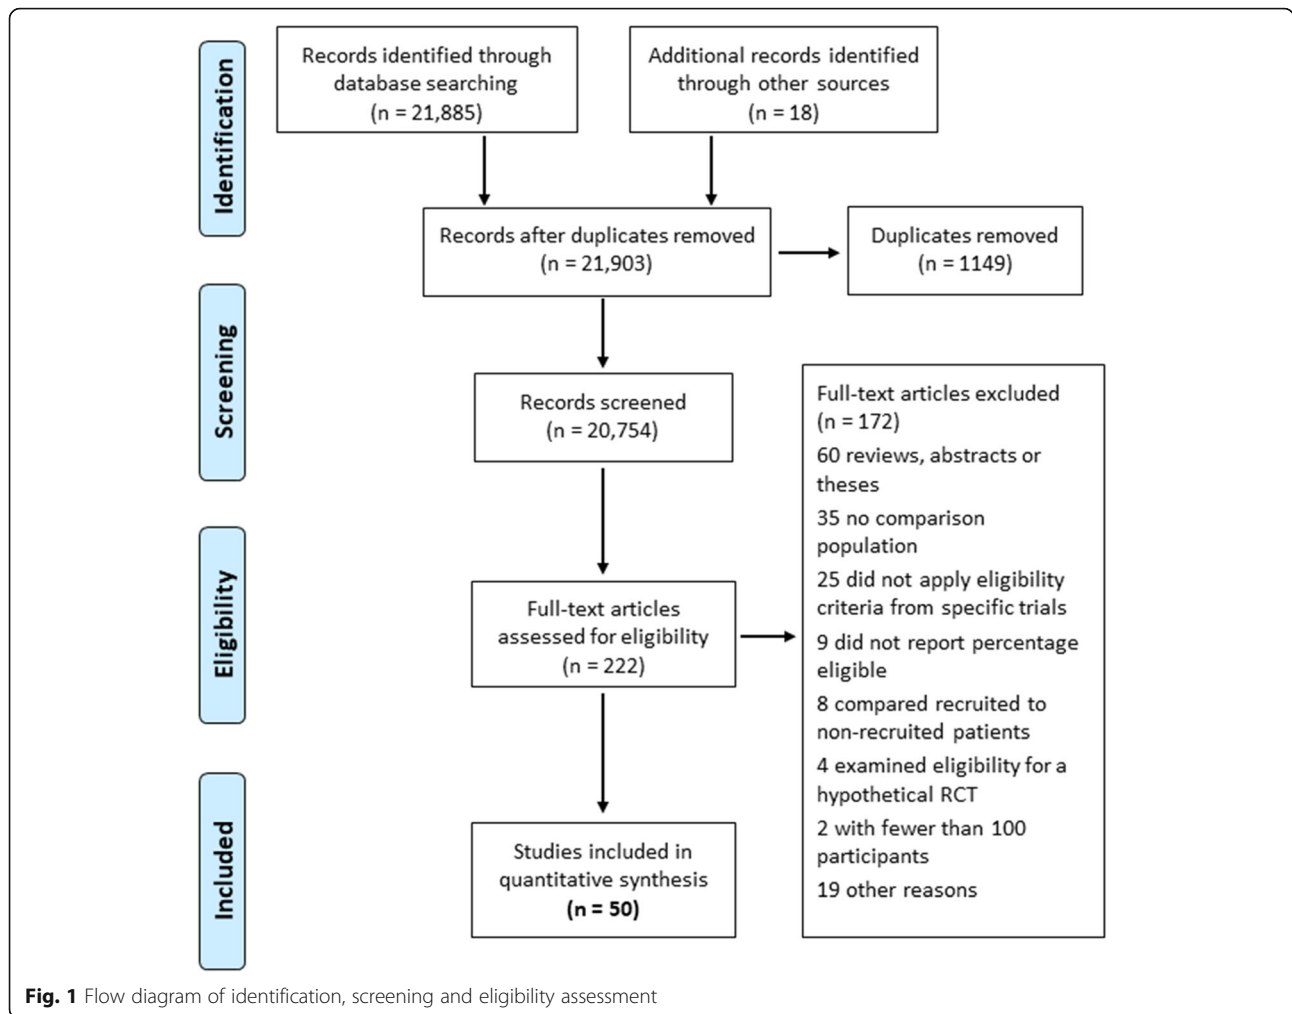 Identification
Records identified through
database searching
(n = 21,885)
Additional records identified
through other sources
(n = 18)
Records after duplicates removed
(n = 21,903)
Duplicates removed
(n = 1149)
Screening
Records screened
(n = 20,754)
Full-text articles excluded
(n = 172)
60 reviews, abstracts or
theses
35 no comparison
population
25 did not apply eligibility
criteria from specific trials
9 did not report percentage
eligible
8 compared recruited to
non-recruited patients
4 examined eligibility for a
hypothetical RCT
2 with fewer than 100
participants
19 other reasons
Eligibility
Full-text articles
assessed for eligibility
(n = 222)
Included
Studies included in
quantitative synthesis
(n = 50)
Fig. 1 Flow diagram of identification, screening and eligibility assessment